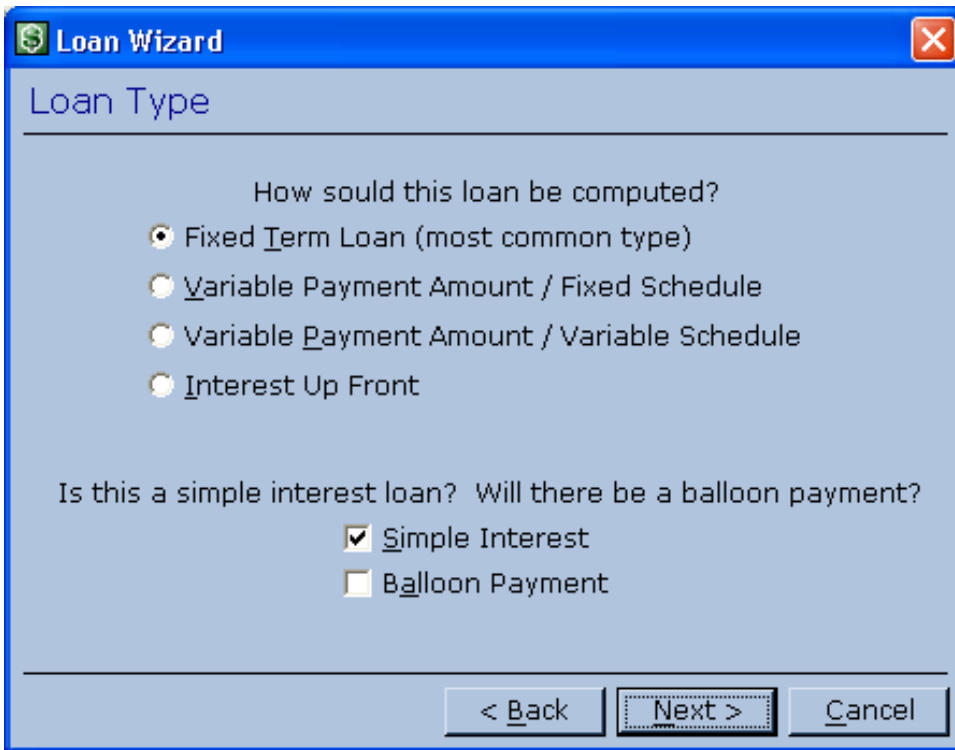 Loan Wizard
Loan Type
How sould this loan be computed?
Fixed Term Loan (most common type)
Variable Payment Amount / Fixed Schedule
Variable Payment Amount / Variable Schedule
Interest Up Front
Is this a simple interest loan?  Will there be a balloon payment?
Simple Interest
Balloon Payment
< Back Next > Cancel